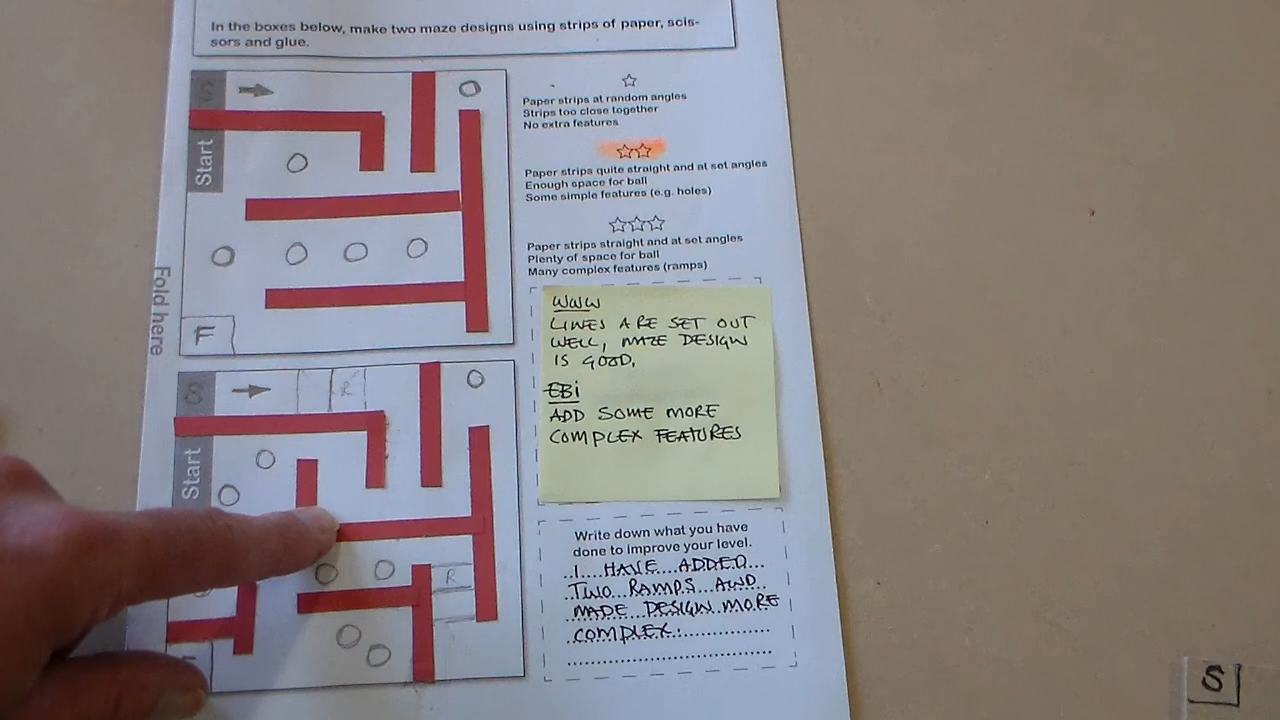 In the boxes below, make two maze designs using strips of paper, scis-
sors and glue.
S
Start
F
Fold here
S
R
Start
R
Paper strips at random angles
Strips too close together
No extra features
Paper strips quite straight and at set angles
Enough space for ball
Some simple features (e.g. holes)
Paper strips straight and at set angles
Plenty of space for ball
Many complex features (ramps)
WWW
LINES ARE SET OUT
WELL, MAZE DESIGN
IS GOOD.
EBi
ADD SOME MORE
COMPLEX FEATURES
Write down what you have
done to improve your level.
I HAVE ADDED
TWO RAMPS AND
MADE DESIGN MORE
COMPLEX.
S